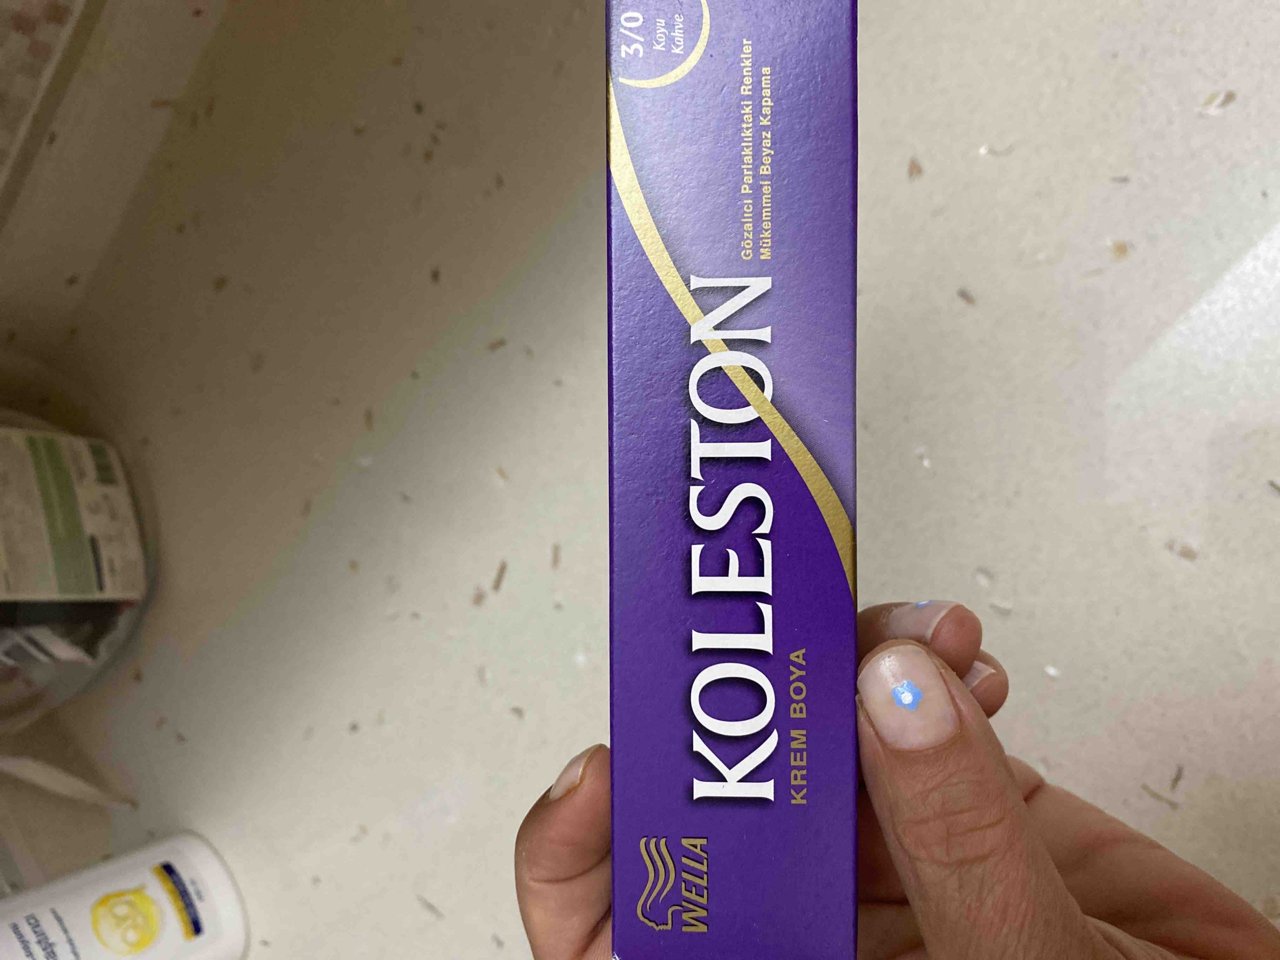 3/0
Koyu
Kahve
Gözalıcı Parlaklıktaki Renkler
Mükemmel Beyaz Kapama
KOLESTON
KREM BOYA
WELLA